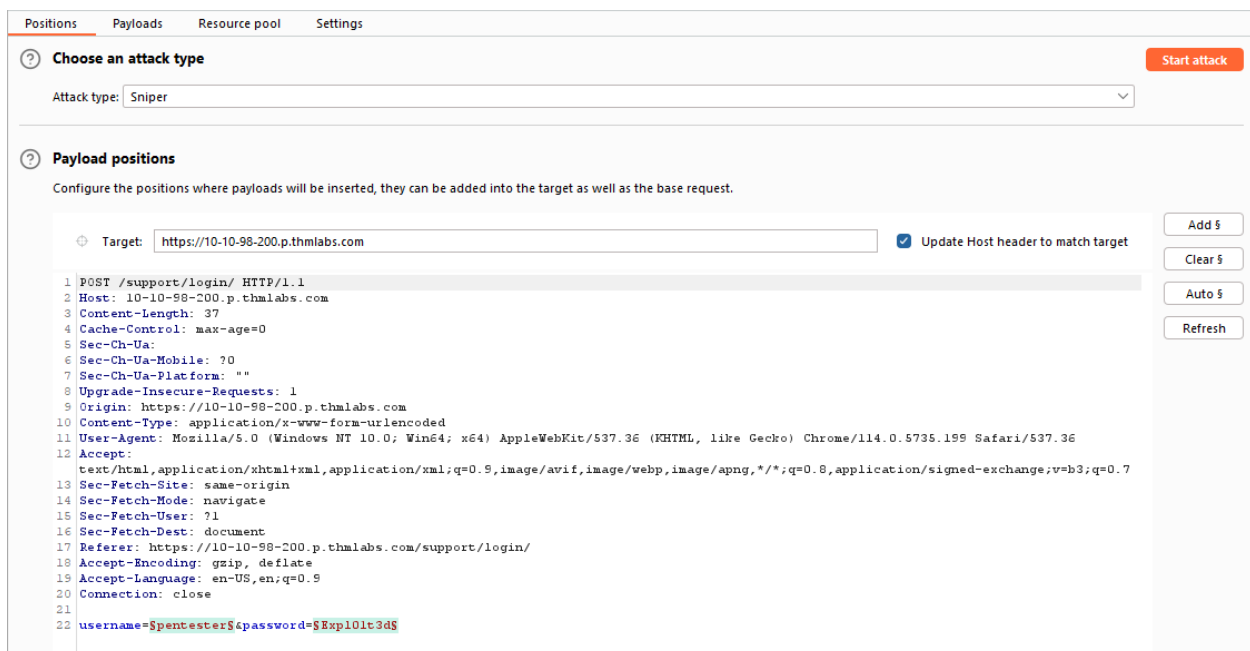 Positions Payloads Resource pool Settings
Choose an attack type
Start attack
Attack type: Sniper
Payload positions
Configure the positions where payloads will be inserted, they can be added into the target as well as the base request.
Target: https://10-10-98-200.p.thmlabs.com
Update Host header to match target
Add §
Clear §
Auto §
Refresh
1 POST /support/login/ HTTP/1.1
2 Host: 10-10-98-200.p.thmlabs.com
3 Content-Length: 37
4 Cache-Control: max-age=0
5 Sec-Ch-Ua:
6 Sec-Ch-Ua-Mobile: ?0
7 Sec-Ch-Ua-Platform: ""
8 Upgrade-Insecure-Requests: 1
9 Origin: https://10-10-98-200.p.thmlabs.com
10 Content-Type: application/x-www-form-urlencoded
11 User-Agent: Mozilla/5.0 (Windows NT 10.0; Win64; x64) AppleWebKit/537.36 (KHTML, like Gecko) Chrome/114.0.5735.199 Safari/537.36
12 Accept:
text/html,application/xhtml+xml,application/xml;q=0.9,image/avif,image/webp,image/apng,*/*;q=0.8,application/signed-exchange;v=b3;q=0.7
13 Sec-Fetch-Site: same-origin
14 Sec-Fetch-Mode: navigate
15 Sec-Fetch-User: ?1
16 Sec-Fetch-Dest: document
17 Referer: https://10-10-98-200.p.thmlabs.com/support/login/
18 Accept-Encoding: gzip, deflate
19 Accept-Language: en-US,en;q=0.9
20 Connection: close
21
22 username=§pentester§&password=§Expl01t3d§